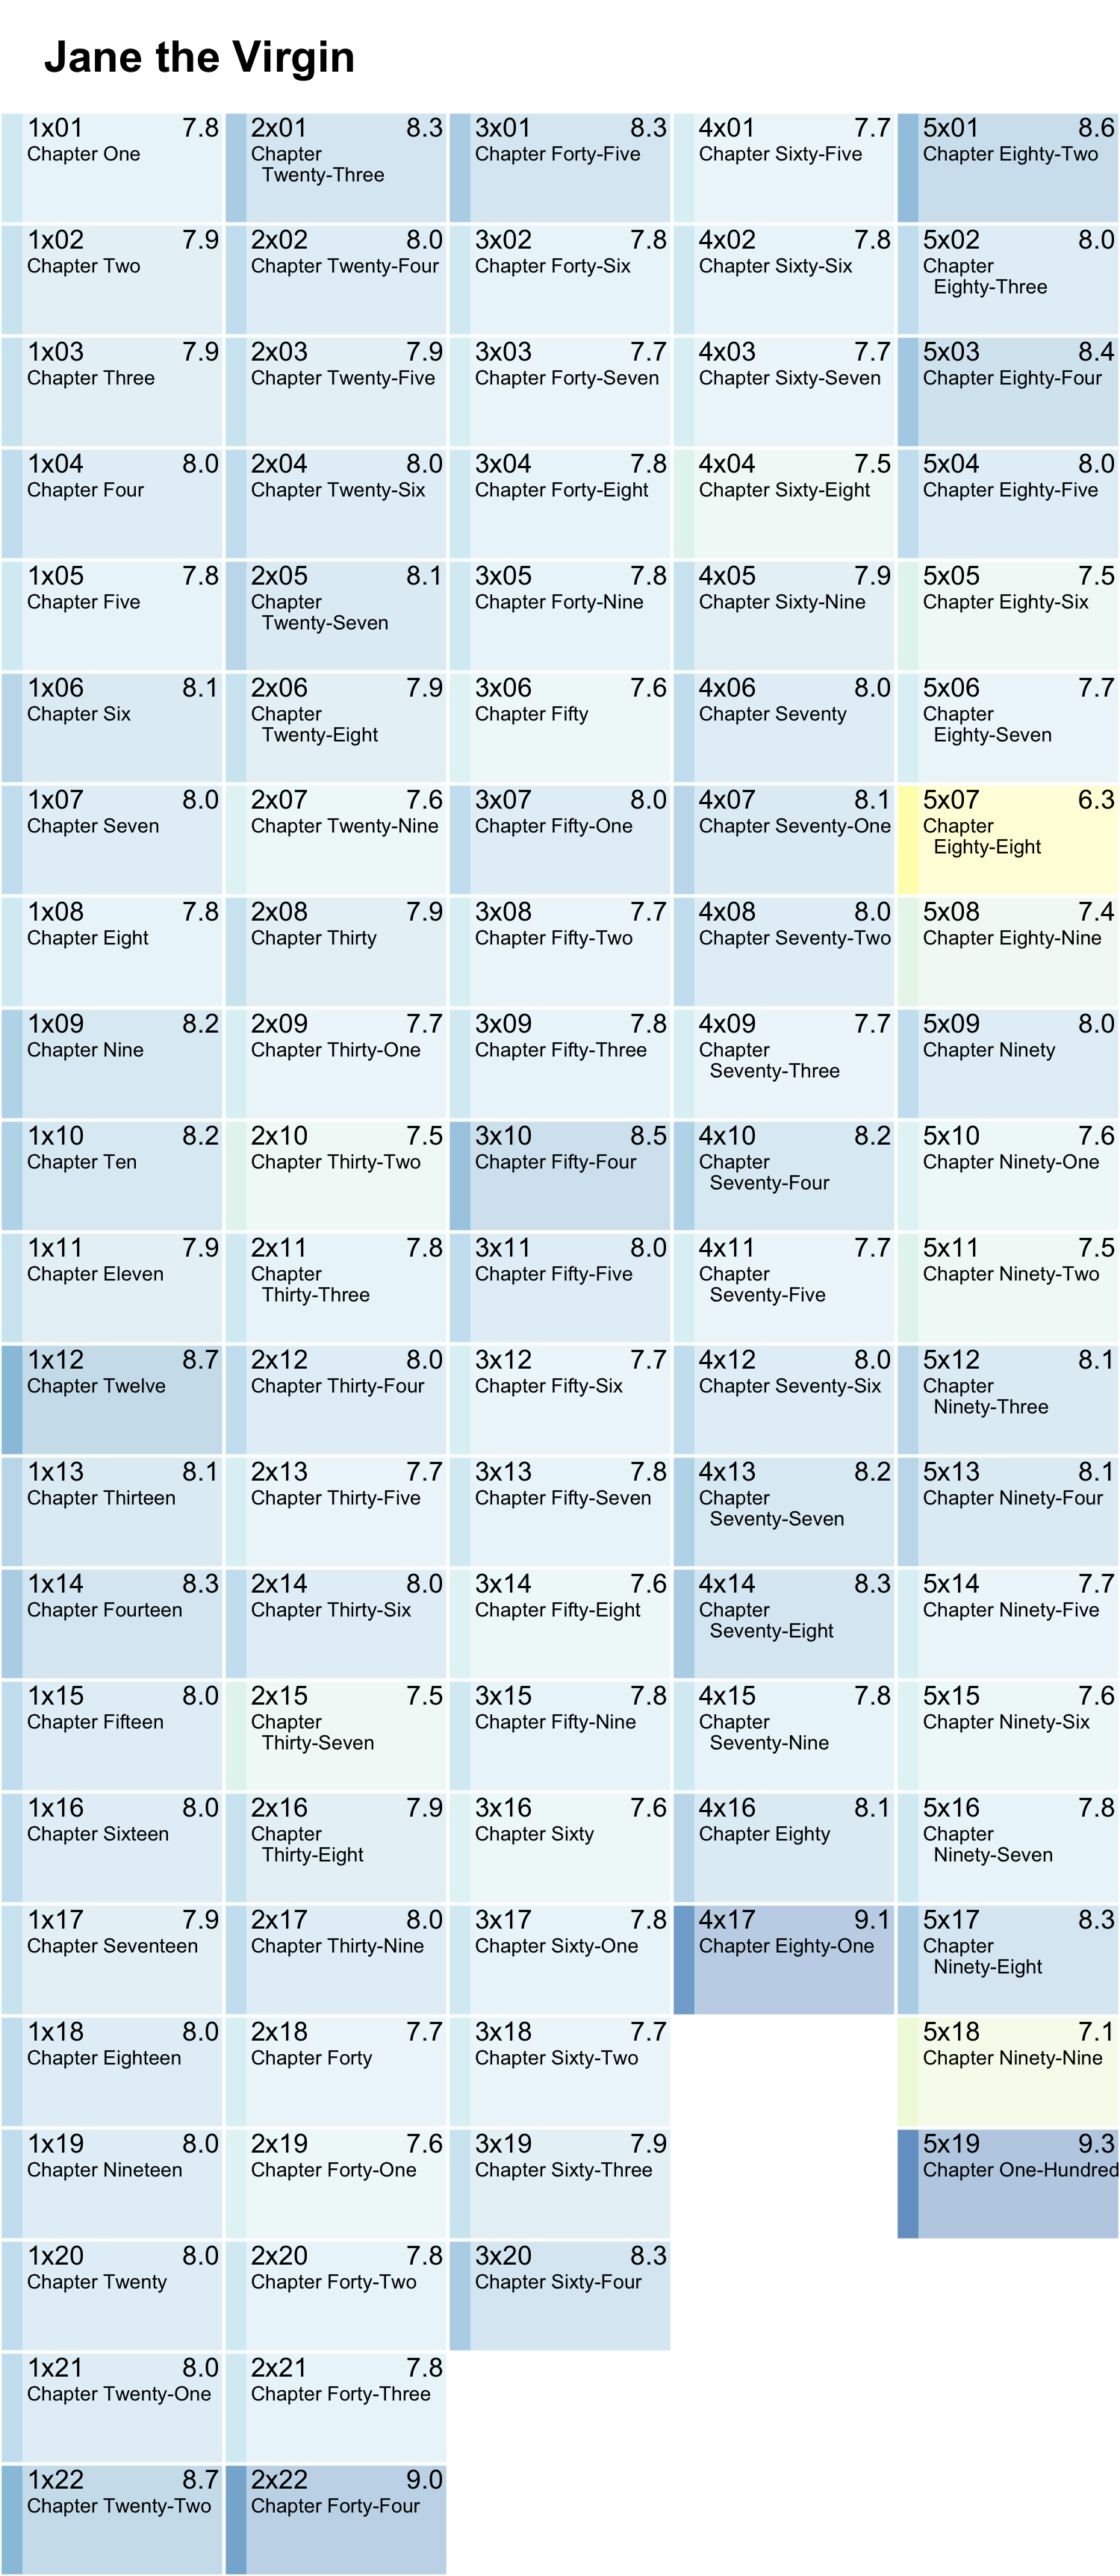 Jane the Virgin
1x01 7.8
Chapter One
1x02 7.9
Chapter Two
1x03 7.9
Chapter Three
1x04 8.0
Chapter Four
1x05 7.8
Chapter Five
1x06 8.1
Chapter Six
1x07 8.0
Chapter Seven
1x08 7.8
Chapter Eight
1x09 8.2
Chapter Nine
1x10 8.2
Chapter Ten
1x11 7.9
Chapter Eleven
1x12 8.7
Chapter Twelve
1x13 8.1
Chapter Thirteen
1x14 8.3
Chapter Fourteen
1x15 8.0
Chapter Fifteen
1x16 8.0
Chapter Sixteen
1x17 7.9
Chapter Seventeen
1x18 8.0
Chapter Eighteen
1x19 8.0
Chapter Nineteen
1x20 8.0
Chapter Twenty
1x21 8.0
Chapter Twenty-One
1x22 8.7
Chapter Twenty-Two
2x01 8.3
Chapter
Twenty-Three
2x02 8.0
Chapter Twenty-Four
2x03 7.9
Chapter Twenty-Five
2x04 8.0
Chapter Twenty-Six
2x05 8.1
Chapter
Twenty-Seven
2x06 7.9
Chapter
Twenty-Eight
2x07 7.6
Chapter Twenty-Nine
2x08 7.9
Chapter Thirty
2x09 7.7
Chapter Thirty-One
2x10 7.5
Chapter Thirty-Two
2x11 7.8
Chapter
Thirty-Three
2x12 8.0
Chapter Thirty-Four
2x13 7.7
Chapter Thirty-Five
2x14 8.0
Chapter Thirty-Six
2x15 7.5
Chapter
Thirty-Seven
2x16 7.9
Chapter
Thirty-Eight
2x17 8.0
Chapter Thirty-Nine
2x18 7.7
Chapter Forty
2x19 7.6
Chapter Forty-One
2x20 7.8
Chapter Forty-Two
2x21 7.8
Chapter Forty-Three
2x22 9.0
Chapter Forty-Four
3x01 8.3
Chapter Forty-Five
3x02 7.8
Chapter Forty-Six
3x03 7.7
Chapter Forty-Seven
3x04 7.8
Chapter Forty-Eight
3x05 7.8
Chapter Forty-Nine
3x06 7.6
Chapter Fifty
3x07 8.0
Chapter Fifty-One
3x08 7.7
Chapter Fifty-Two
3x09 7.8
Chapter Fifty-Three
3x10 8.5
Chapter Fifty-Four
3x11 8.0
Chapter Fifty-Five
3x12 7.7
Chapter Fifty-Six
3x13 7.8
Chapter Fifty-Seven
3x14 7.6
Chapter Fifty-Eight
3x15 7.8
Chapter Fifty-Nine
3x16 7.6
Chapter Sixty
3x17 7.8
Chapter Sixty-One
3x18 7.7
Chapter Sixty-Two
3x19 7.9
Chapter Sixty-Three
3x20 8.3
Chapter Sixty-Four
4x01 7.7
Chapter Sixty-Five
4x02 7.8
Chapter Sixty-Six
4x03 7.7
Chapter Sixty-Seven
4x04 7.5
Chapter Sixty-Eight
4x05 7.9
Chapter Sixty-Nine
4x06 8.0
Chapter Seventy
4x07 8.1
Chapter Seventy-One
4x08 8.0
Chapter Seventy-Two
4x09 7.7
Chapter
Seventy-Three
4x10 8.2
Chapter
Seventy-Four
4x11 7.7
Chapter
Seventy-Five
4x12 8.0
Chapter Seventy-Six
4x13 8.2
Chapter
Seventy-Seven
4x14 8.3
Chapter
Seventy-Eight
4x15 7.8
Chapter
Seventy-Nine
4x16 8.1
Chapter Eighty
4x17 9.1
Chapter Eighty-One
5x01 8.6
Chapter Eighty-Two
5x02 8.0
Chapter
Eighty-Three
5x03 8.4
Chapter Eighty-Four
5x04 8.0
Chapter Eighty-Five
5x05 7.5
Chapter Eighty-Six
5x06 7.7
Chapter
Eighty-Seven
5x07 6.3
Chapter
Eighty-Eight
5x08 7.4
Chapter Eighty-Nine
5x09 8.0
Chapter Ninety
5x10 7.6
Chapter Ninety-One
5x11 7.5
Chapter Ninety-Two
5x12 8.1
Chapter
Ninety-Three
5x13 8.1
Chapter Ninety-Four
5x14 7.7
Chapter Ninety-Five
5x15 7.6
Chapter Ninety-Six
5x16 7.8
Chapter
Ninety-Seven
5x17 8.3
Chapter
Ninety-Eight
5x18 7.1
Chapter Ninety-Nine
5x19 9.3
Chapter One-Hundred